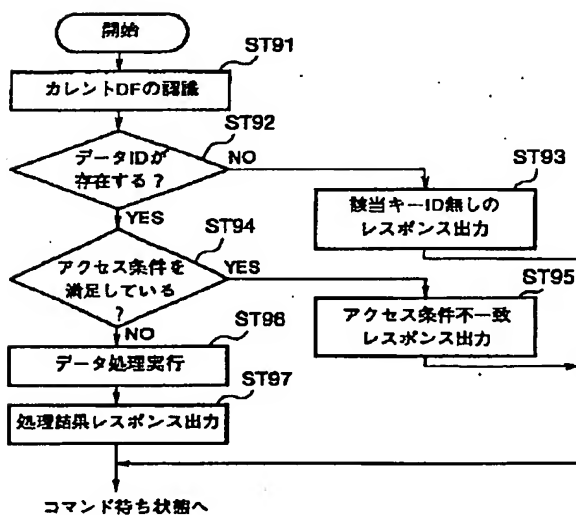 開始
ST91
カレントDFの認識
ST92
データIDが
存在する?
NO
YES
ST93
該当キーID無しの
レスポンス出力
ST94
アクセス条件を
満足している
?
YES
NO
ST95
アクセス条件不一致
レスポンス出力
ST96
データ処理実行
ST97
処理結果レスポンス出力
コマンド待ち状態へ